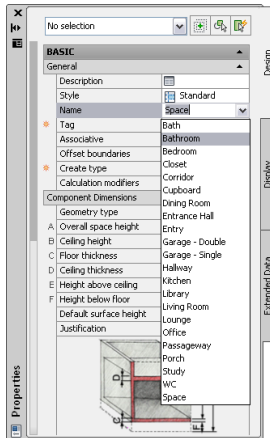 No selection
BASIC
General
Description
Style Standard
Name Space
Tag
Associative
Offset boundaries
Create type
Calculation modifiers
Component Dimensions
Geometry type
A Overall space height
B Ceiling height
C Floor thickness
D Ceiling thickness
E Height above ceiling
F Height below floor
Default surface height
Justification
Bath
Bathroom
Bedroom
Closet
Corridor
Cupboard
Dining Room
Entrance Hall
Entry
Garage - Double
Garage - Single
Hallway
Kitchen
Library
Living Room
Lounge
Office
Passageway
Porch
Study
WC
Space
D
C
F
Design
Display
Extended Data
Properties